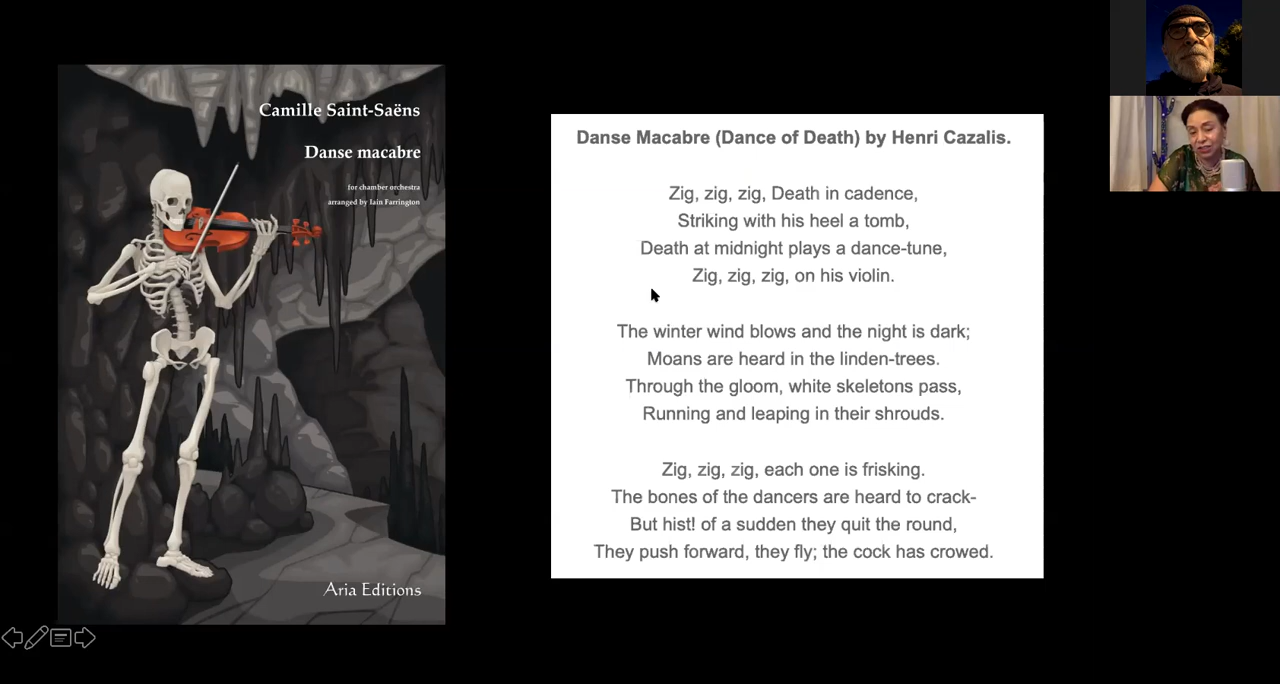 Camille Saint-Saëns
Danse macabre
for chamber orchestra
arranged by Iain Farrington
Aria Editions
Danse Macabre (Dance of Death) by Henri Cazalis.
Zig, zig, zig, Death in cadence,
Striking with his heel a tomb,
Death at midnight plays a dance-tune,
Zig, zig, zig, on his violin.
The winter wind blows and the night is dark;
Moans are heard in the linden-trees.
Through the gloom, white skeletons pass,
Running and leaping in their shrouds.
Zig, zig, zig, each one is frisking.
The bones of the dancers are heard to crack-
But hist! of a sudden they quit the round,
They push forward, they fly; the cock has crowed.